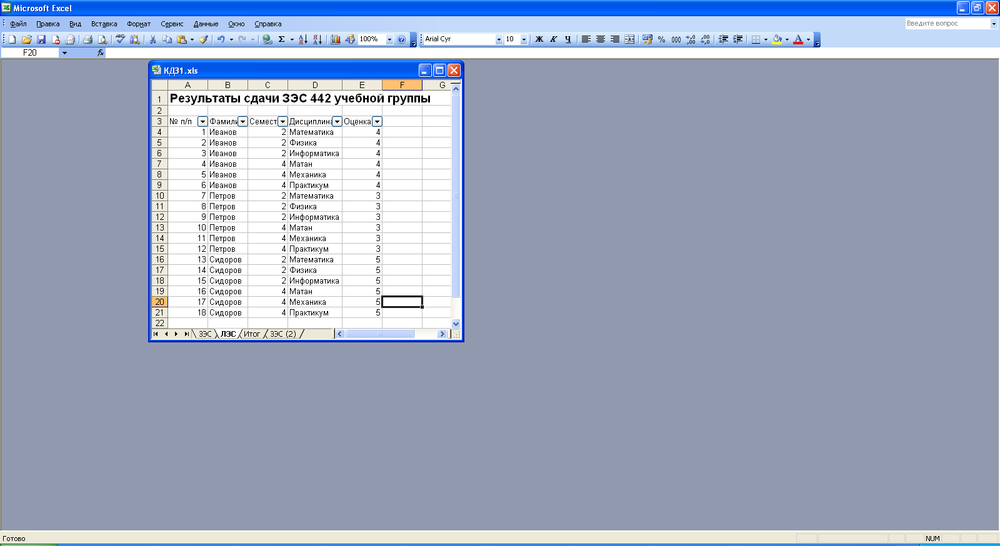 Microsoft Excel
Файл Правка Вид Вставка Формат Сервис Данные Окно Справка Введите вопрос
100% Arial Cyr 10 Ж К Ч % 000
F20 fx
КДЗ1.xls
A B C D E F G
1 Результаты сдачи ЗЭС 442 учебной группы
2
3 № п/п Фамили Семест Дисциплина Оценка
4 1 Иванов 2 Математика 4
5 2 Иванов 2 Физика 4
6 3 Иванов 2 Информатика 4
7 4 Иванов 4 Матан 4
8 5 Иванов 4 Механика 4
9 6 Иванов 4 Практикум 4
10 7 Петров 2 Математика 3
11 8 Петров 2 Физика 3
12 9 Петров 2 Информатика 3
13 10 Петров 4 Матан 3
14 11 Петров 4 Механика 3
15 12 Петров 4 Практикум 3
16 13 Сидоров 2 Математика 5
17 14 Сидоров 2 Физика 5
18 15 Сидоров 2 Информатика 5
19 16 Сидоров 4 Матан 5
20 17 Сидоров 4 Механика 5
21 18 Сидоров 4 Практикум 5
22
ЗЭС ЛЭС Итог ЗЭС (2)
Готово NUM